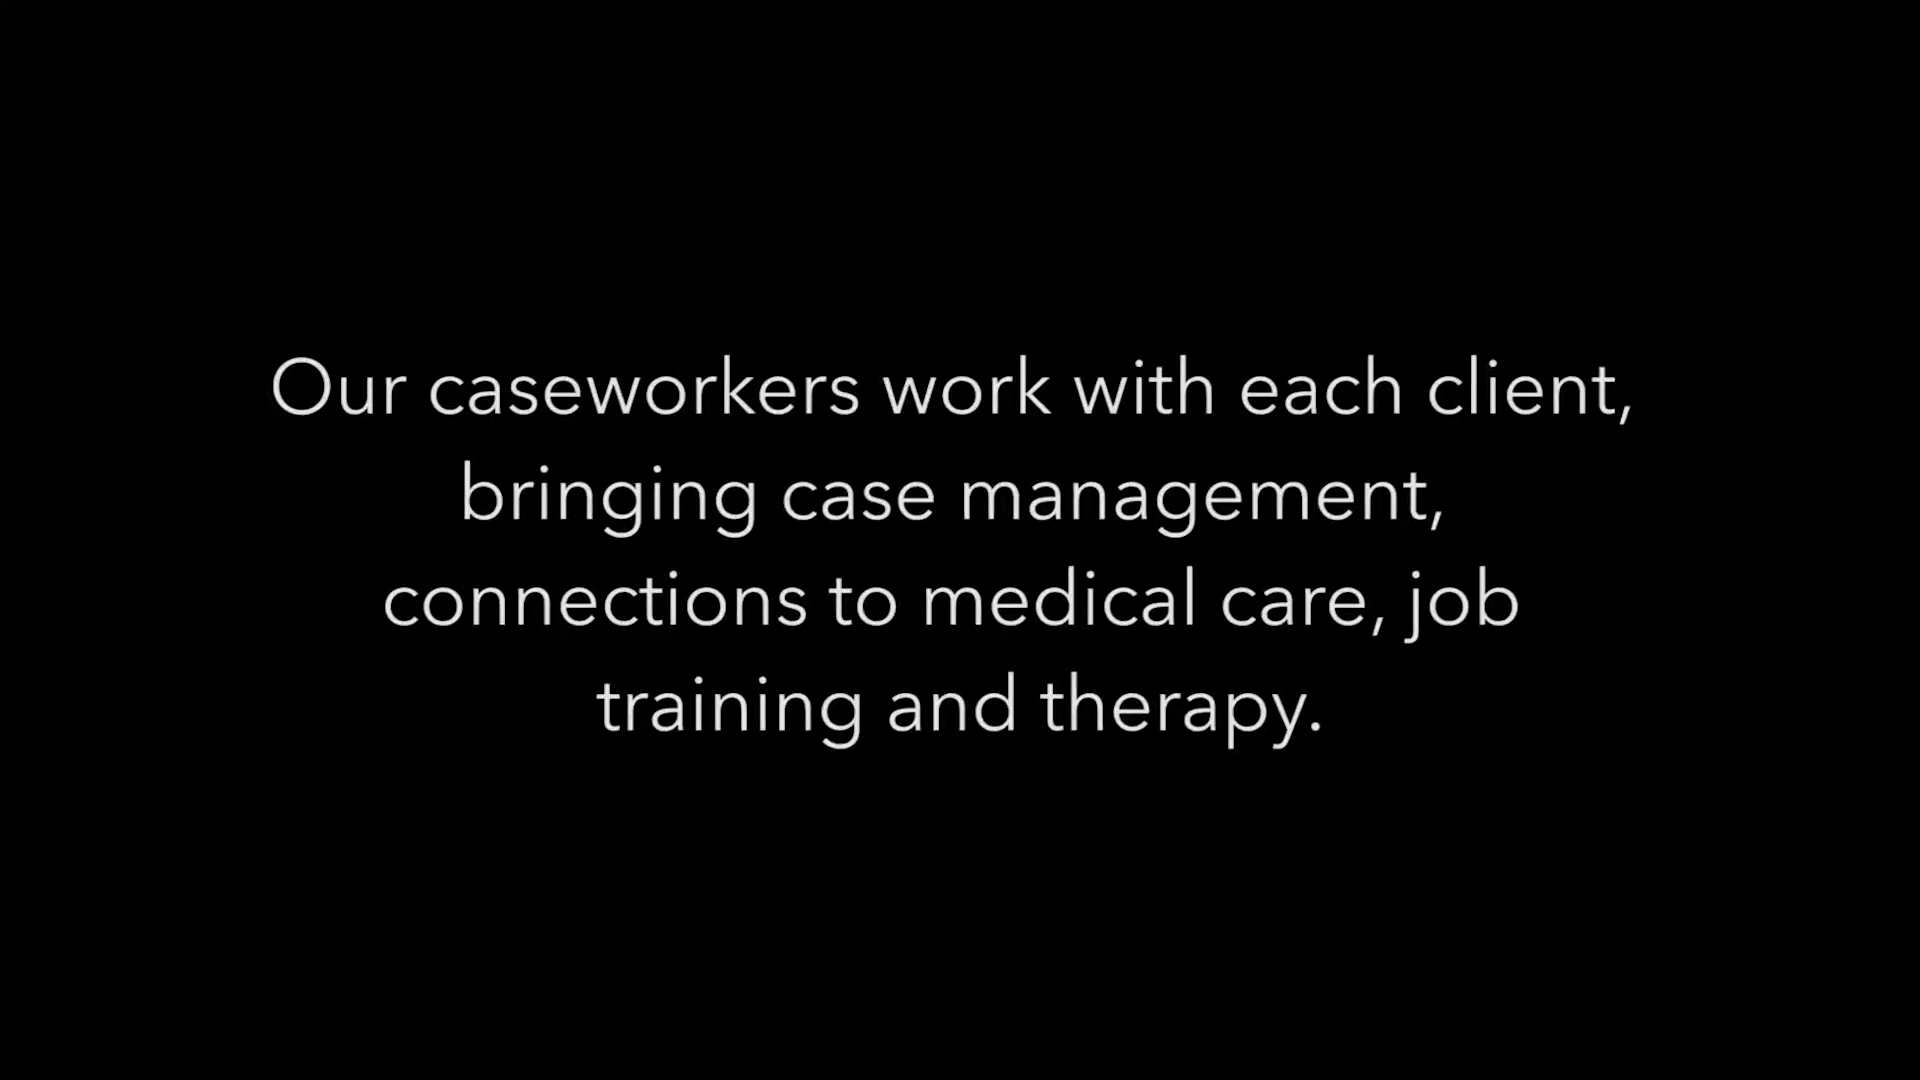 Our caseworkers work with each client,
bringing case management,
connections to medical care, job
training and therapy.